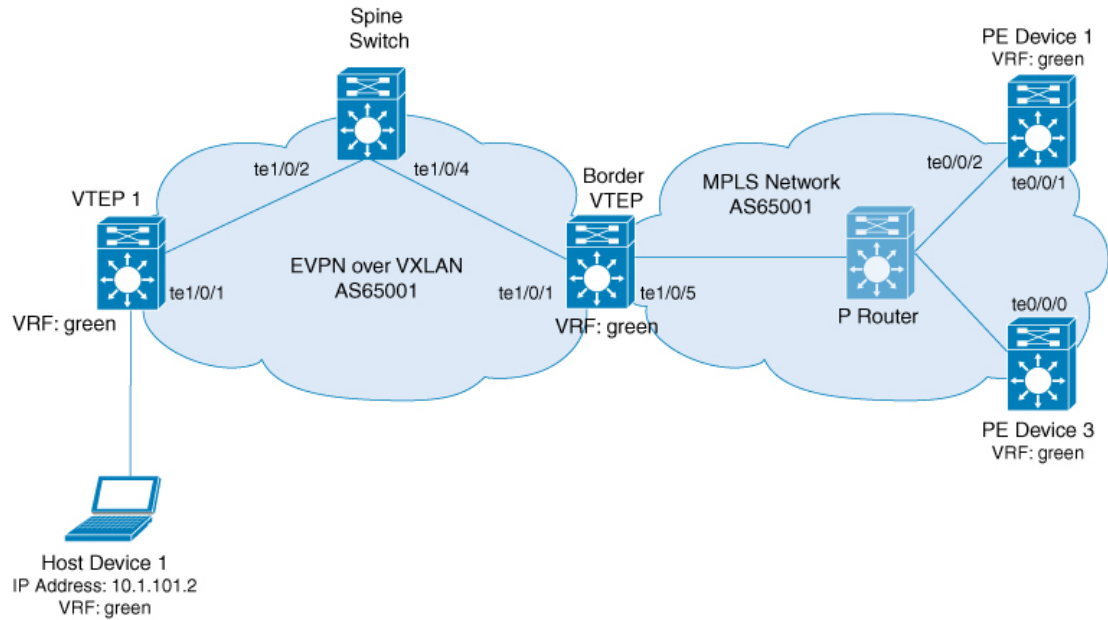 Spine
Switch
PE Device 1
VRF: green
te1/0/2
te1/0/4
Border
VTEP
MPLS Network
AS65001
te0/0/2
te0/0/1
VTEP 1
EVPN over VXLAN
AS65001
te1/0/1
te1/0/1
te1/0/5
VRF: green
VRF: green
P Router
te0/0/0
PE Device 3
VRF: green
Host Device 1
IP Address: 10.1.101.2
VRF: green